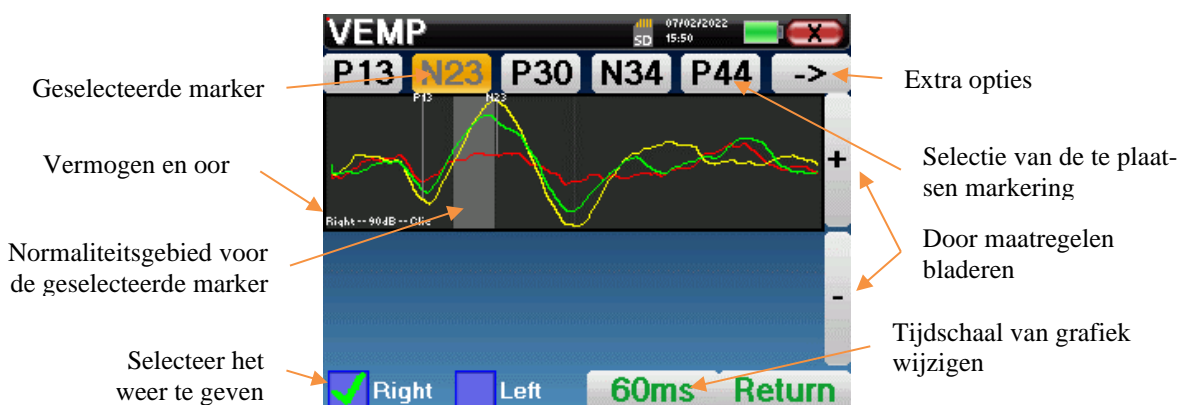 VEMP
SD
07/02/2022
15:50
X
P13 N23 P30 N34 P44 ->
Geselecteerde marker
Extra opties
P13 N23
Vermogen en oor
+
Selectie van de te plaat-
sen markering
Right -- 90dB -- Clic
Normaliteitsgebied voor
de geselecteerde marker
Door maatregelen
bladeren
-
Tijdschaal van grafiek
wijzigen
Selecteer het
weer te geven
Right Left 60ms Return